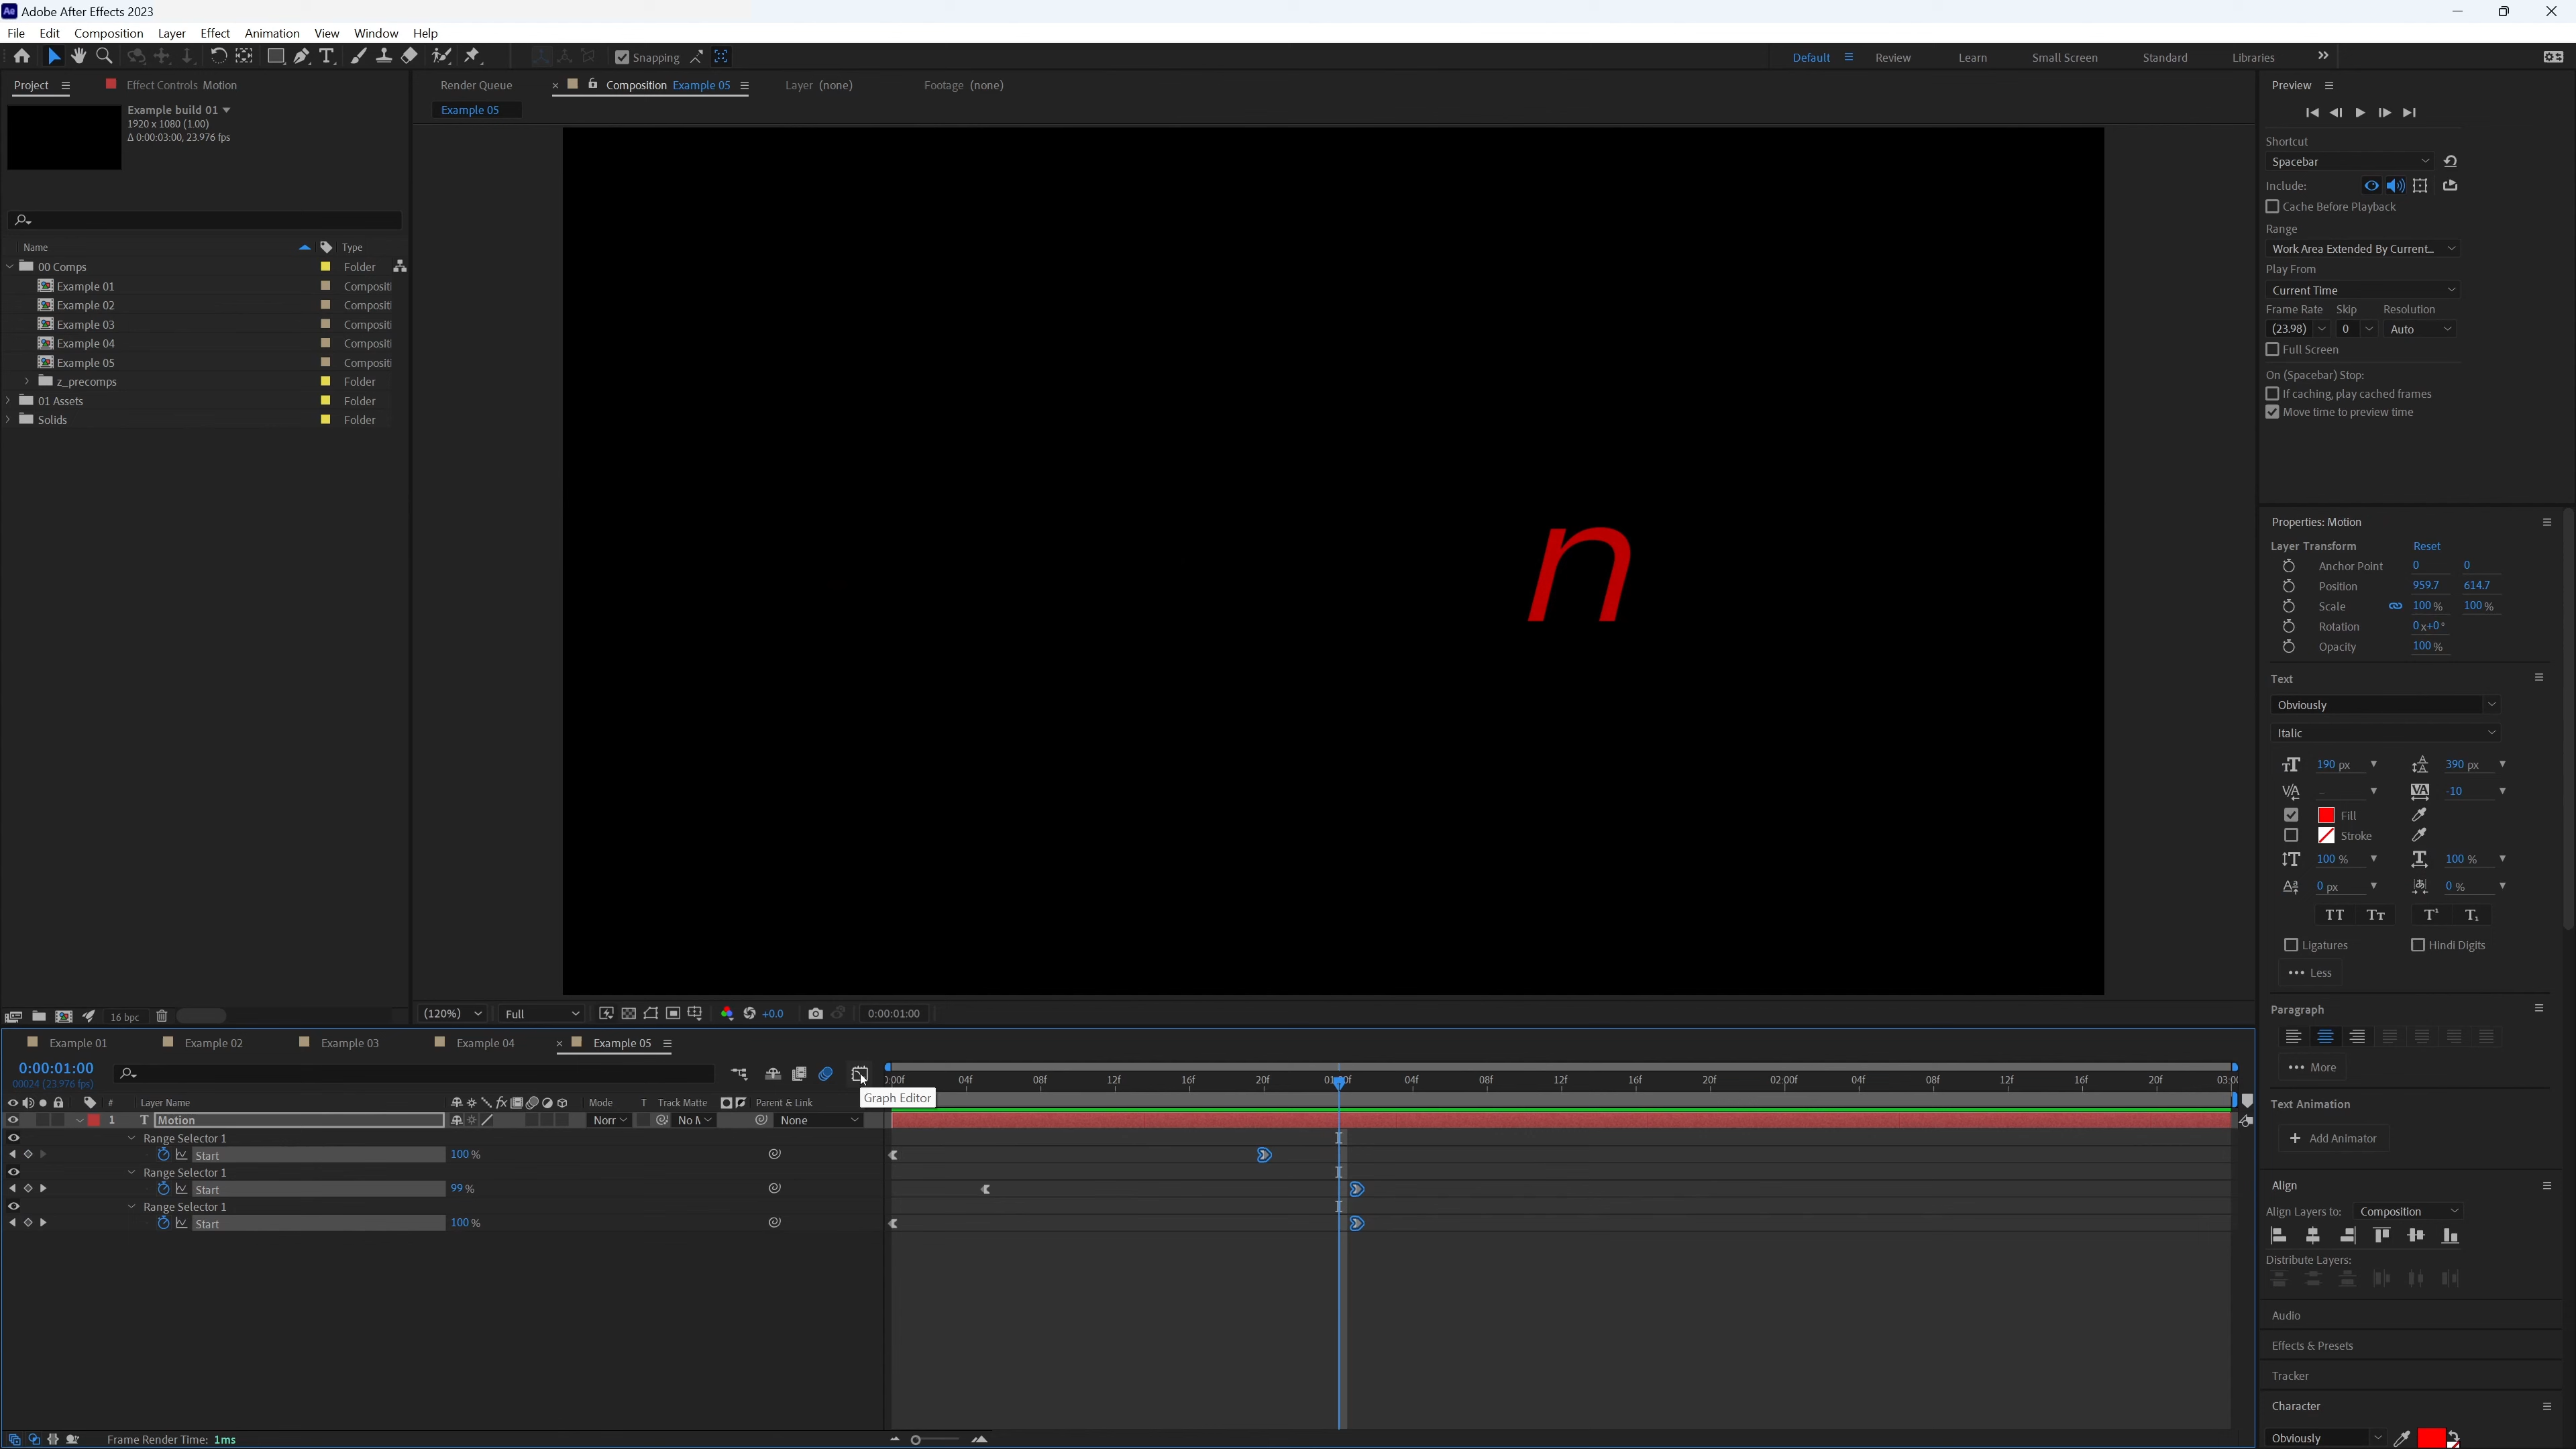 Adobe After Effects 2023
File Edit Composition Layer Effect Animation View Window Help
Snapping
Default Review Learn Small Screen Standard Libraries
Project Effect Controls Motion
Render Queue Composition Example 05 Layer (none) Footage (none)
Example 05
Example build 01
1920 x 1080 (1.00)
Δ 0:00:03:00, 23.976 fps
Name Type
00 Comps Folder
Example 01 Compositi
Example 02 Compositi
Example 03 Compositi
Example 04 Compositi
Example 05 Compositi
z_precomps Folder
01 Assets Folder
Solids Folder
16 bpc
n
(120%) Full +0.0 0:00:01:00
Preview
Shortcut
Spacebar
Include:
Cache Before Playback
Range
Work Area Extended By Current...
Play From
Current Time
Frame Rate Skip Resolution
(23.98) 0 Auto
Full Screen
On (Spacebar) Stop:
If caching, play cached frames
Move time to preview time
Properties: Motion
Layer Transform Reset
Anchor Point 0 0
Position 959.7 614.7
Scale 100 % 100 %
Rotation 0x+0°
Opacity 100 %
Text
Obviously
Italic
190 px 390 px
-10
Fill
Stroke
100 % 100 %
0 px 0 %
TT Tт T¹ T₁
Ligatures Hindi Digits
Less
Paragraph
More
Text Animation
Add Animator
Align
Align Layers to: Composition
Distribute Layers:
Audio
Effects & Presets
Tracker
Character
Obviously
Example 01 Example 02 Example 03 Example 04 Example 05
0:00:01:00
00024 (23.976 fps)
Graph Editor
04f 08f 12f 16f 20f 04f 08f 12f 16f 20f 02:00f 04f 08f 12f 16f 20f
# Layer Name Mode T Track Matte Parent & Link
1 T Motion Norr No M None
Range Selector 1
Start 100 %
Range Selector 1
Start 99 %
Range Selector 1
Start 100 %
Frame Render Time: 1ms